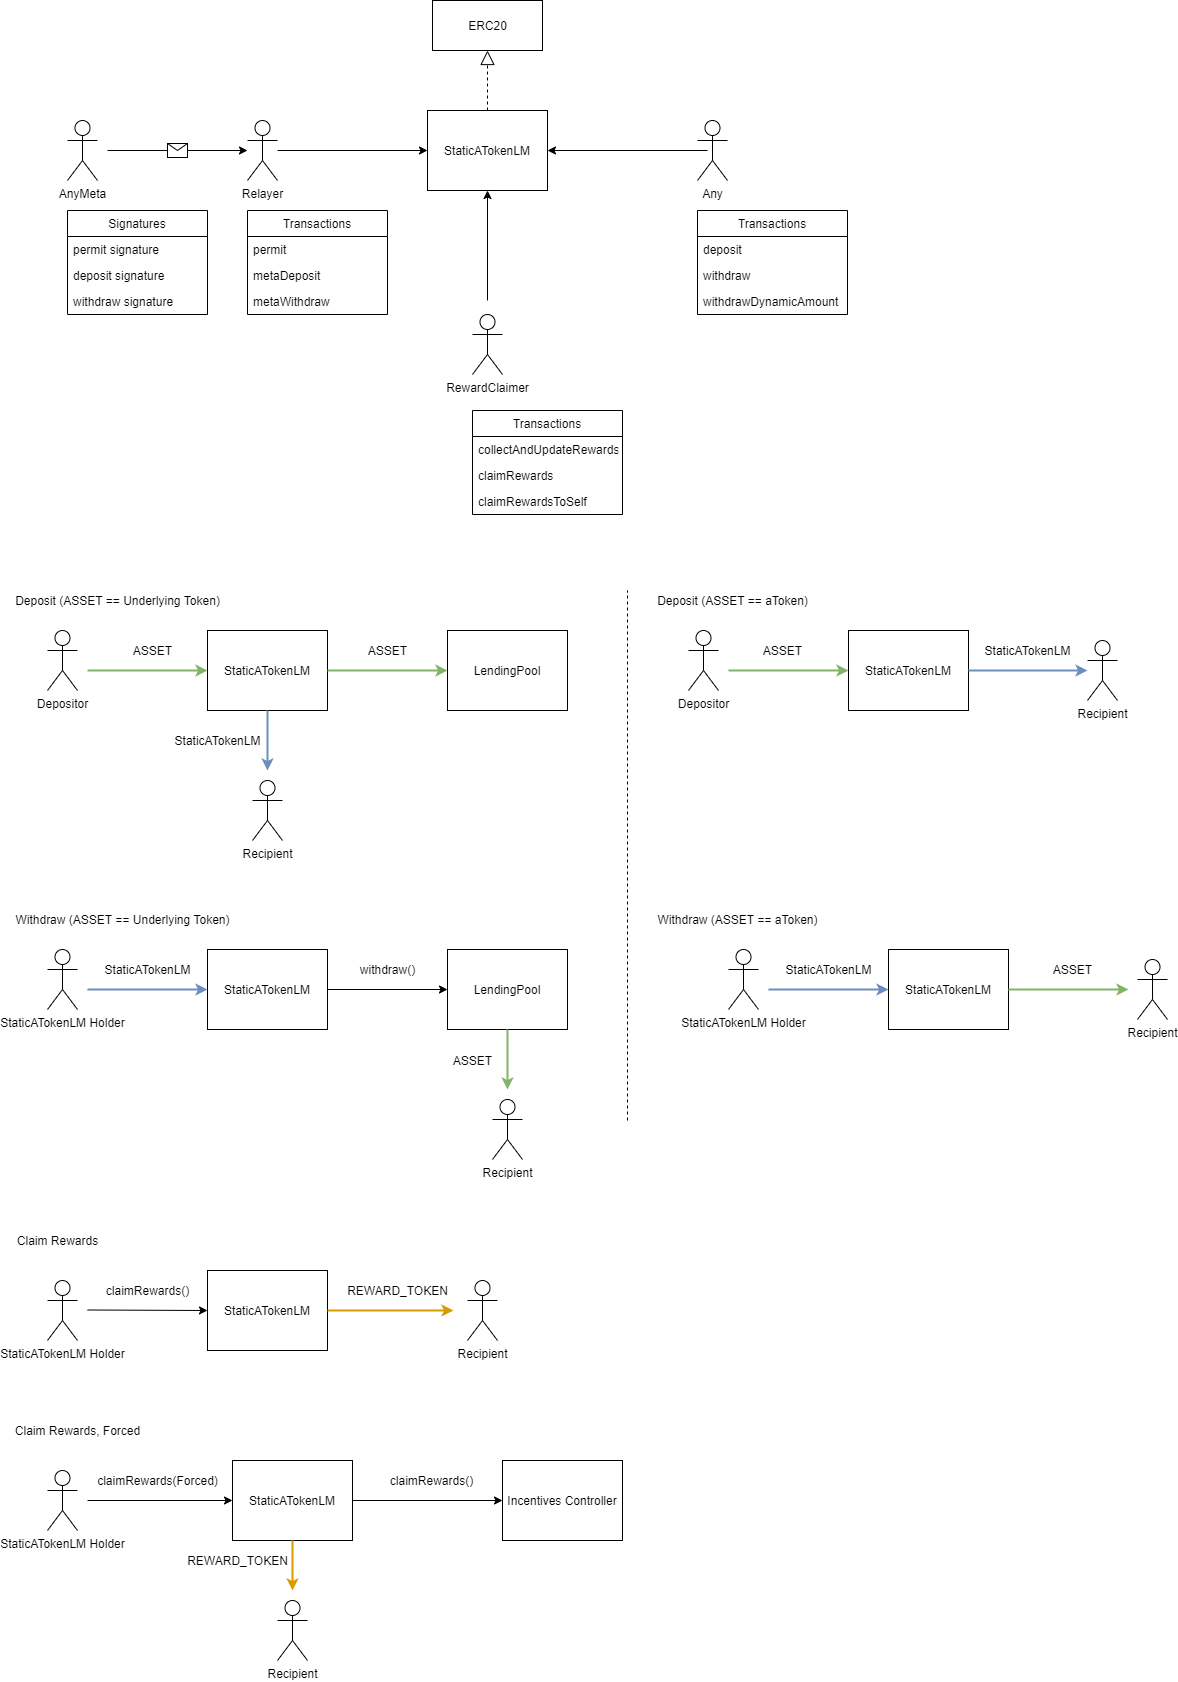 ERC20
StaticATokenLM
AnyMeta
Relayer
Any
Signatures
permit signature
deposit signature
withdraw signature
Transactions
permit
metaDeposit
metaWithdraw
Transactions
deposit
withdraw
withdrawDynamicAmount
RewardClaimer
Transactions
collectAndUpdateRewards
claimRewards
claimRewardsToSelf
Deposit (ASSET == Underlying Token)
ASSET
ASSET
StaticATokenLM
LendingPool
Depositor
StaticATokenLM
Recipient
Deposit (ASSET == aToken)
ASSET
StaticATokenLM
StaticATokenLM
Depositor
Recipient
Withdraw (ASSET == Underlying Token)
StaticATokenLM
withdraw()
StaticATokenLM
LendingPool
StaticATokenLM Holder
ASSET
Recipient
Withdraw (ASSET == aToken)
StaticATokenLM
ASSET
StaticATokenLM
StaticATokenLM Holder
Recipient
Claim Rewards
claimRewards()
REWARD_TOKEN
StaticATokenLM
StaticATokenLM Holder
Recipient
Claim Rewards, Forced
claimRewards(Forced)
claimRewards()
StaticATokenLM
Incentives Controller
StaticATokenLM Holder
REWARD_TOKEN
Recipient